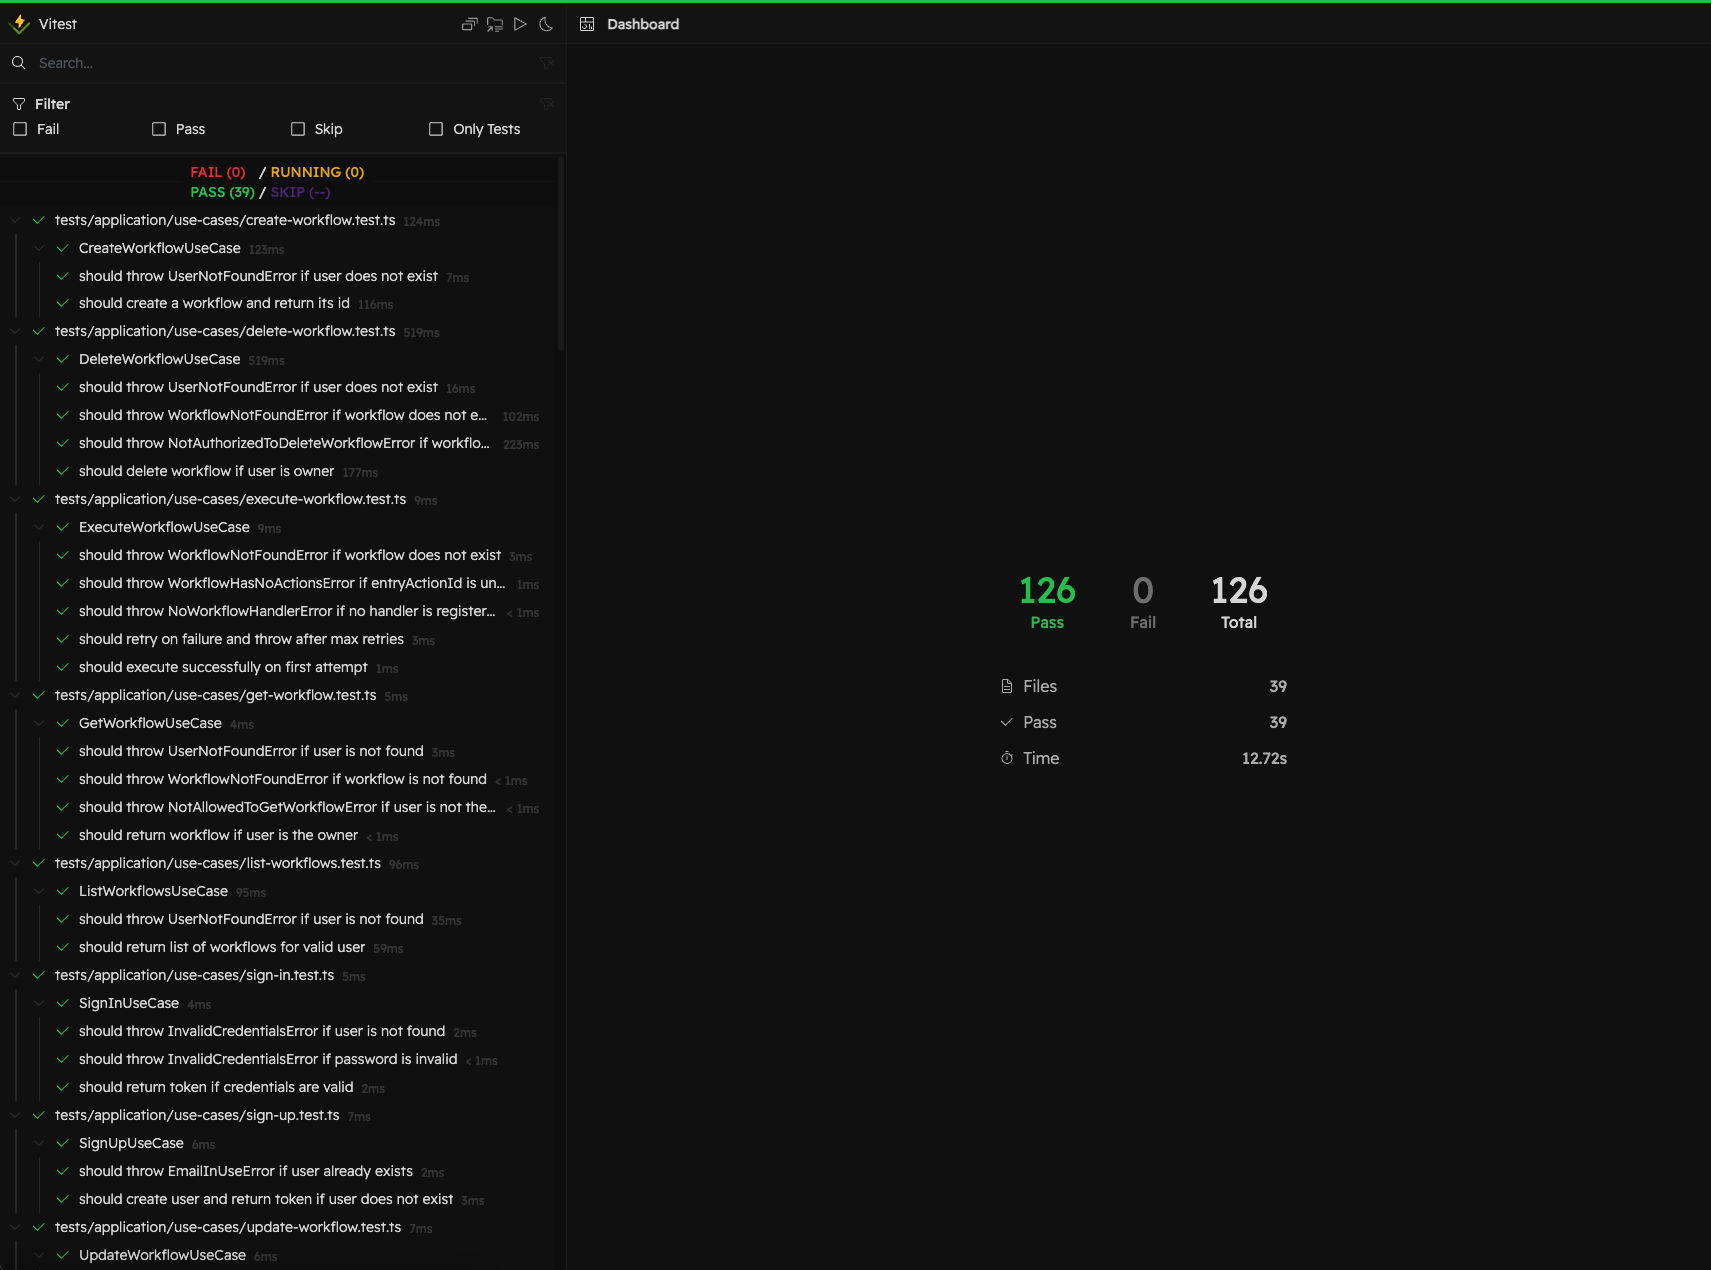 Vitest
Dashboard
Search...
Filter
Fail Pass Skip Only Tests
FAIL (0) / RUNNING (0)
PASS (39) / SKIP (--)
tests/application/use-cases/create-workflow.test.ts 124ms
CreateWorkflowUseCase 123ms
should throw UserNotFoundError if user does not exist 7ms
should create a workflow and return its id 116ms
tests/application/use-cases/delete-workflow.test.ts 519ms
DeleteWorkflowUseCase 519ms
should throw UserNotFoundError if user does not exist 16ms
should throw WorkflowNotFoundError if workflow does not e... 102ms
should throw NotAuthorizedToDeleteWorkflowError if workflo... 223ms
should delete workflow if user is owner 177ms
tests/application/use-cases/execute-workflow.test.ts 9ms
ExecuteWorkflowUseCase 9ms
should throw WorkflowNotFoundError if workflow does not exist 3ms
should throw WorkflowHasNoActionsError if entryActionId is un... 1ms
should throw NoWorkflowHandlerError if no handler is register... < 1ms
should retry on failure and throw after max retries 3ms
should execute successfully on first attempt 1ms
tests/application/use-cases/get-workflow.test.ts 5ms
GetWorkflowUseCase 4ms
should throw UserNotFoundError if user is not found 3ms
should throw WorkflowNotFoundError if workflow is not found < 1ms
should throw NotAllowedToGetWorkflowError if user is not the... < 1ms
should return workflow if user is the owner < 1ms
tests/application/use-cases/list-workflows.test.ts 96ms
ListWorkflowsUseCase 95ms
should throw UserNotFoundError if user is not found 35ms
should return list of workflows for valid user 59ms
tests/application/use-cases/sign-in.test.ts 5ms
SignInUseCase 4ms
should throw InvalidCredentialsError if user is not found 2ms
should throw InvalidCredentialsError if password is invalid < 1ms
should return token if credentials are valid 2ms
tests/application/use-cases/sign-up.test.ts 7ms
SignUpUseCase 6ms
should throw EmailInUseError if user already exists 2ms
should create user and return token if user does not exist 3ms
tests/application/use-cases/update-workflow.test.ts 7ms
UpdateWorkflowUseCase 6ms
126 0 126
Pass Fail Total
Files 39
Pass 39
Time 12.72s